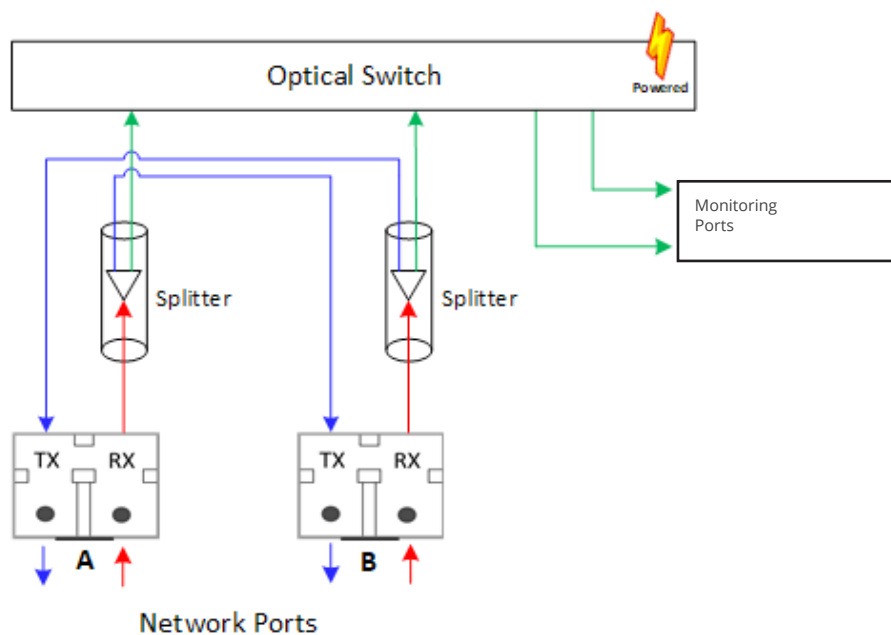 Optical Switch
Powered
Monitoring
Ports
Splitter
Splitter
TX RX
TX RX
A
B
Network Ports